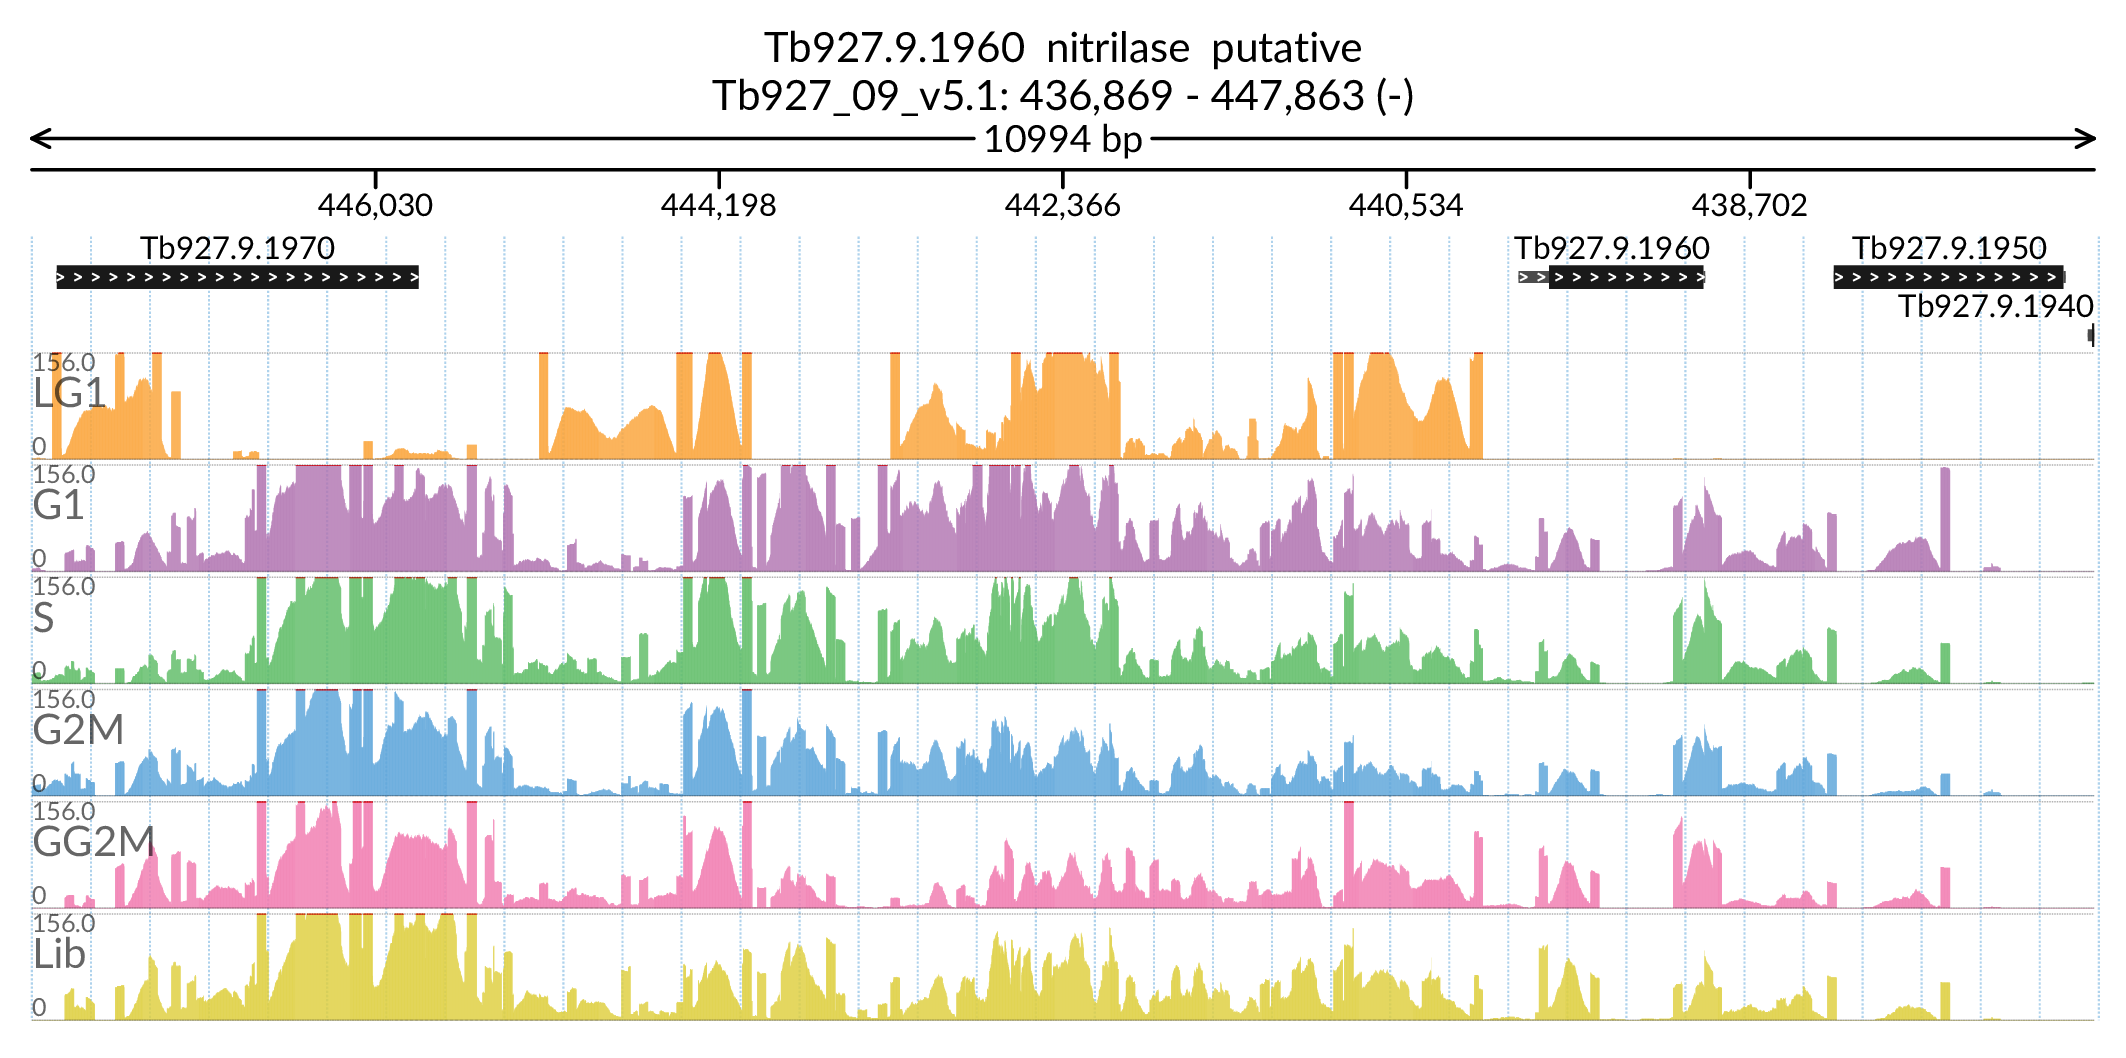 Tb927.9.1960 nitrilase putative
Tb927_09_v5.1: 436,869 - 447,863 (-)
10994 bp
446,030 444,198 442,366 440,534 438,702
Tb927.9.1970 Tb927.9.1960 Tb927.9.1950
Tb927.9.1940
156.0
LG1
0
156.0
G1
0
156.0
S
0
156.0
G2M
0
156.0
GG2M
0
156.0
Lib
0